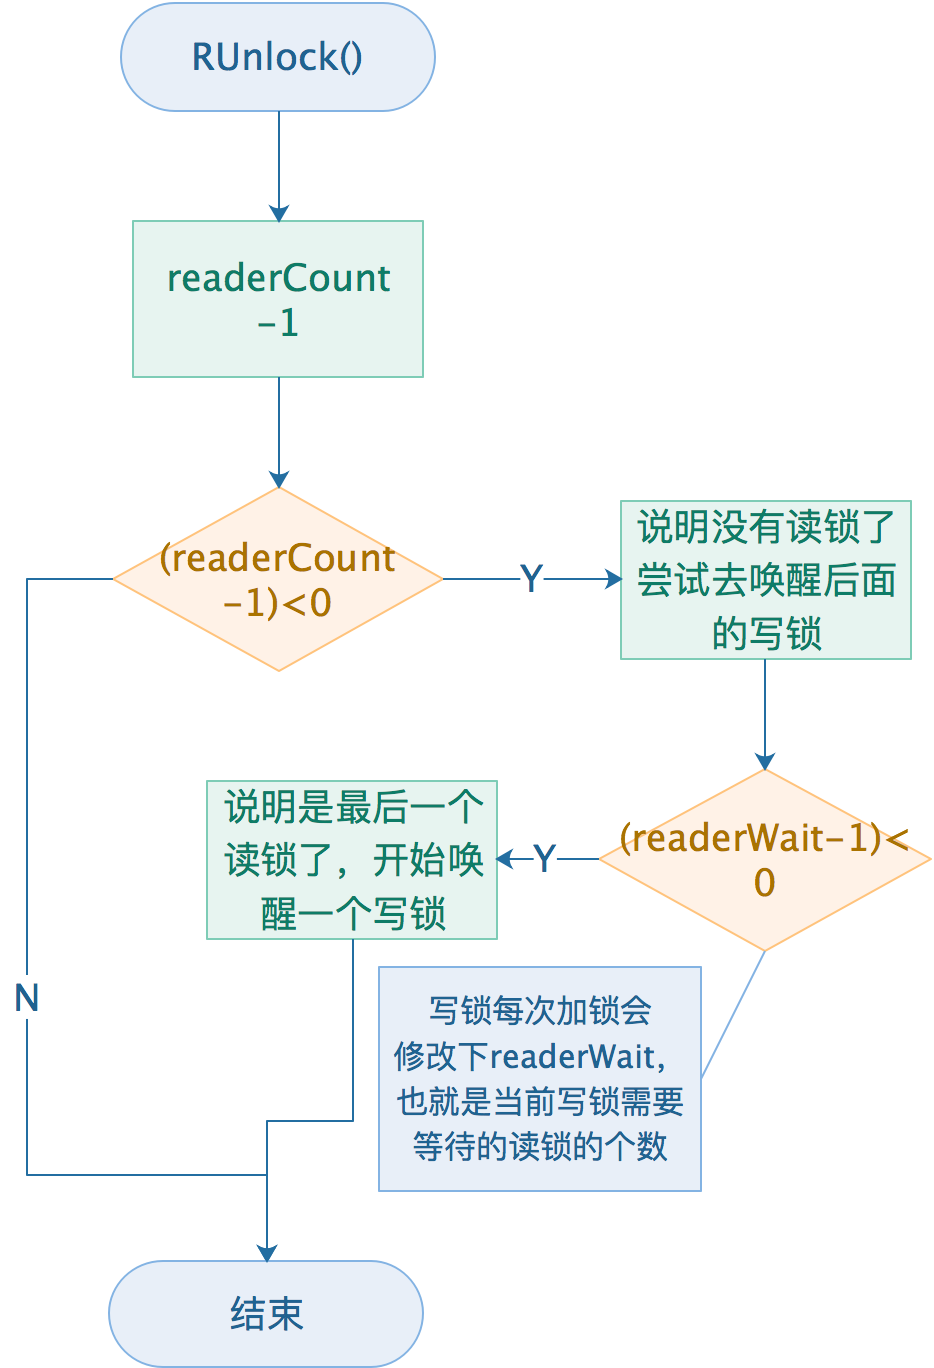 RUnlock()
readerCount
-1
(readerCount
-1)<0
Y
说明没有读锁了
尝试去唤醒后面
的写锁
(readerWait-1)<
0
Y
说明是最后一个
读锁了，开始唤
醒一个写锁
N
写锁每次加锁会
修改下readerWait，
也就是当前写锁需要
等待的读锁的个数
结束